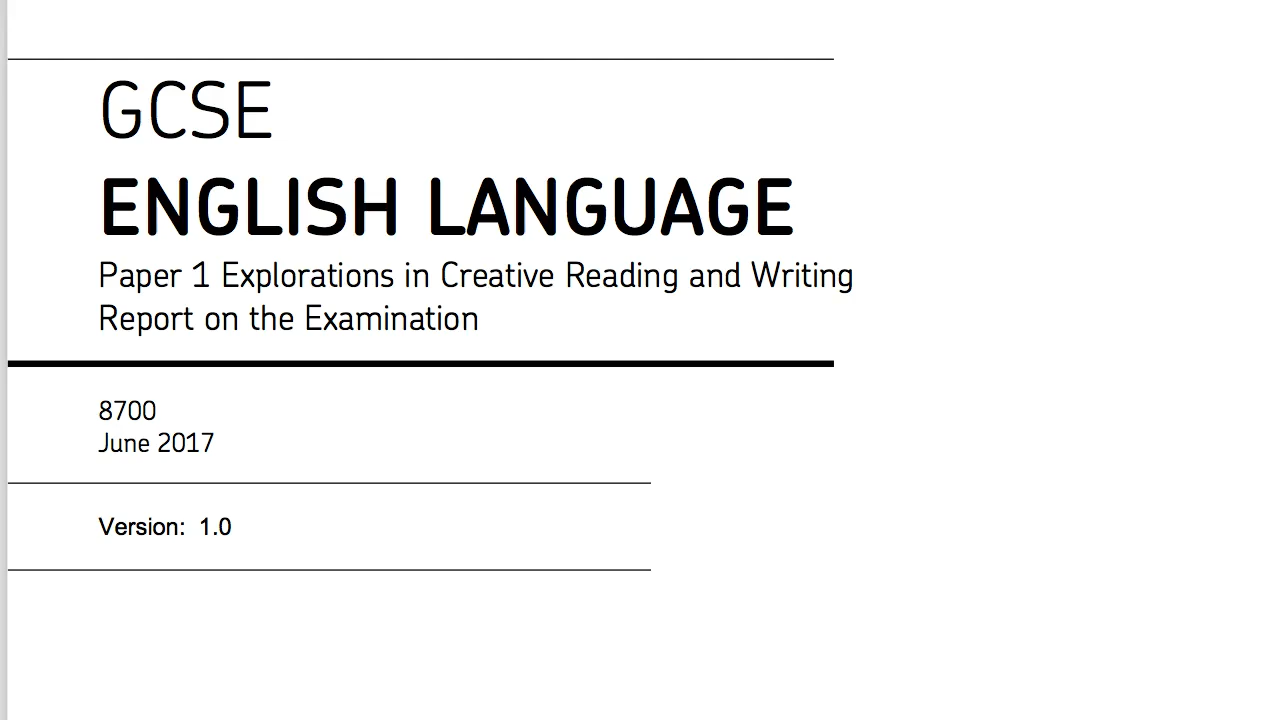 GCSE
ENGLISH LANGUAGE
Paper 1 Explorations in Creative Reading and Writing
Report on the Examination
8700
June 2017
Version:  1.0